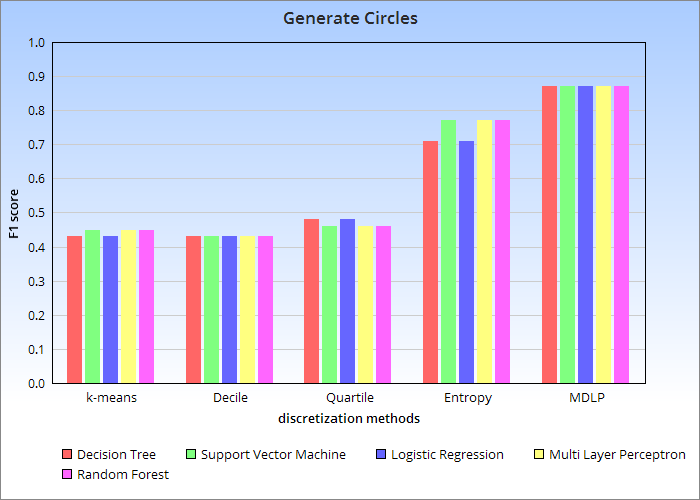 Generate Circles
1.0
0.9
0.8
0.7
0.6
0.5
0.4
0.3
0.2
0.1
0.0
F1 score
k-means Decile Quartile Entropy MDLP
discretization methods
Decision Tree Support Vector Machine Logistic Regression Multi Layer Perceptron
Random Forest